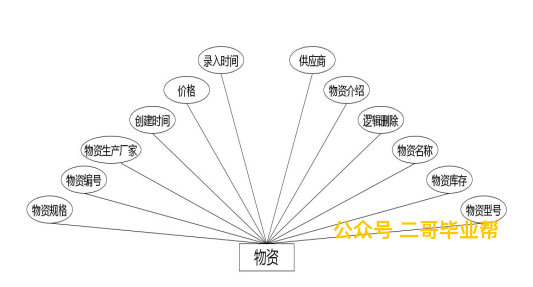 录入时间
供应商
价格
物资介绍
创建时间
逻辑删除
物资生产厂家
物资名称
物资编号
物资库存
物资规格
物资型号
公众号 二哥毕业帮
物资